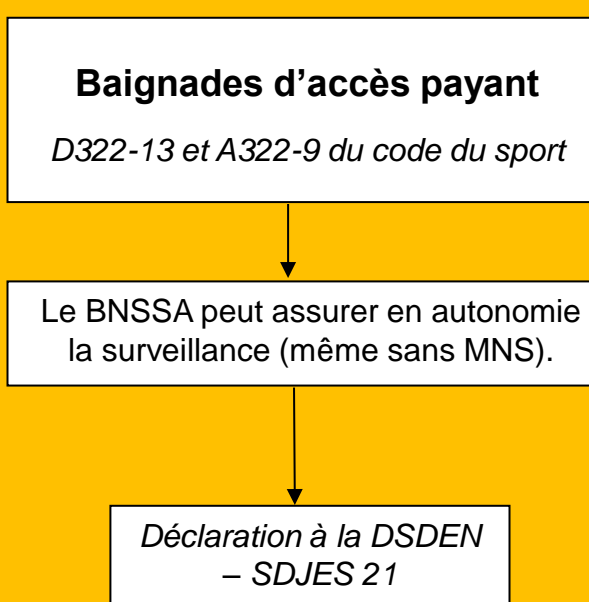 Baignades d’accès payant
D322-13 et A322-9 du code du sport
Le BNSSA peut assurer en autonomie
la surveillance (même sans MNS).
Déclaration à la DSDEN
– SDJES 21